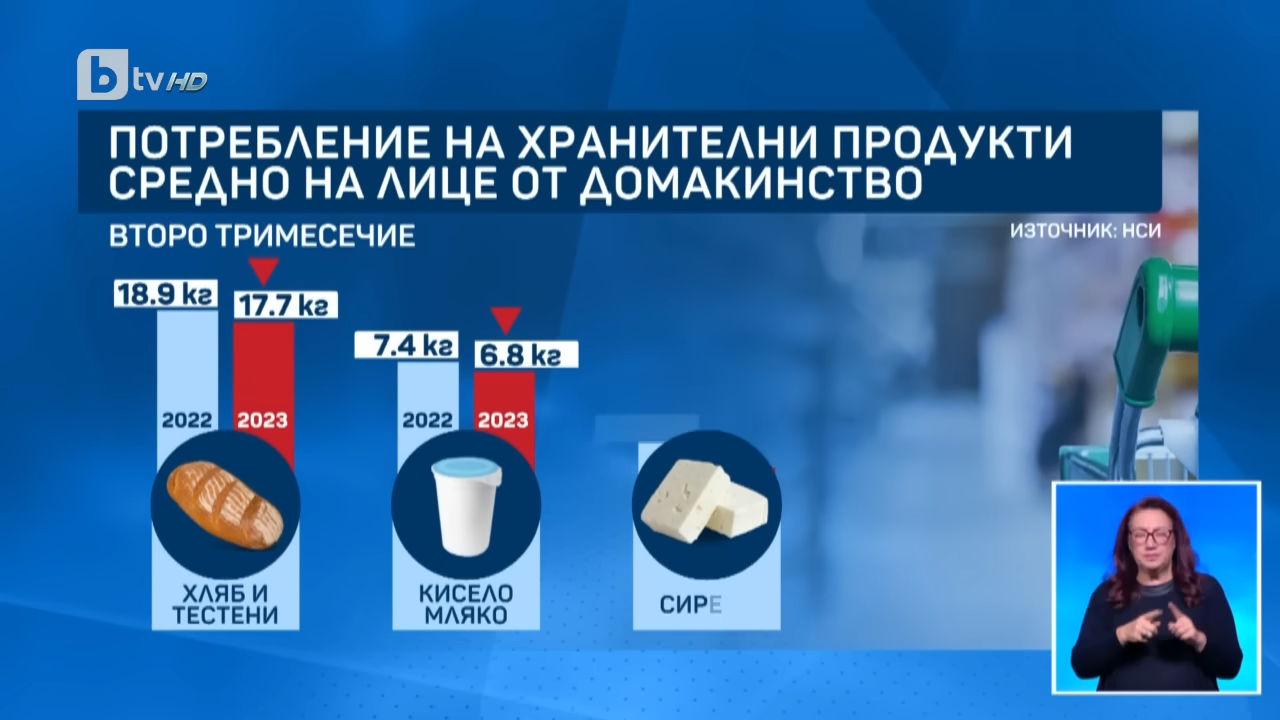 btv HD
ПОТРЕБЛЕНИЕ НА ХРАНИТЕЛНИ ПРОДУКТИ
СРЕДНО НА ЛИЦЕ ОТ ДОМАКИНСТВО
ВТОРО ТРИМЕСЕЧИЕ
ИЗТОЧНИК: НСИ
18.9 кг
17.7 кг
7.4 кг
6.8 кг
2022
2023
2022
2023
ХЛЯБ И
ТЕСТЕНИ
КИСЕЛО
МЛЯКО
СИРЕ